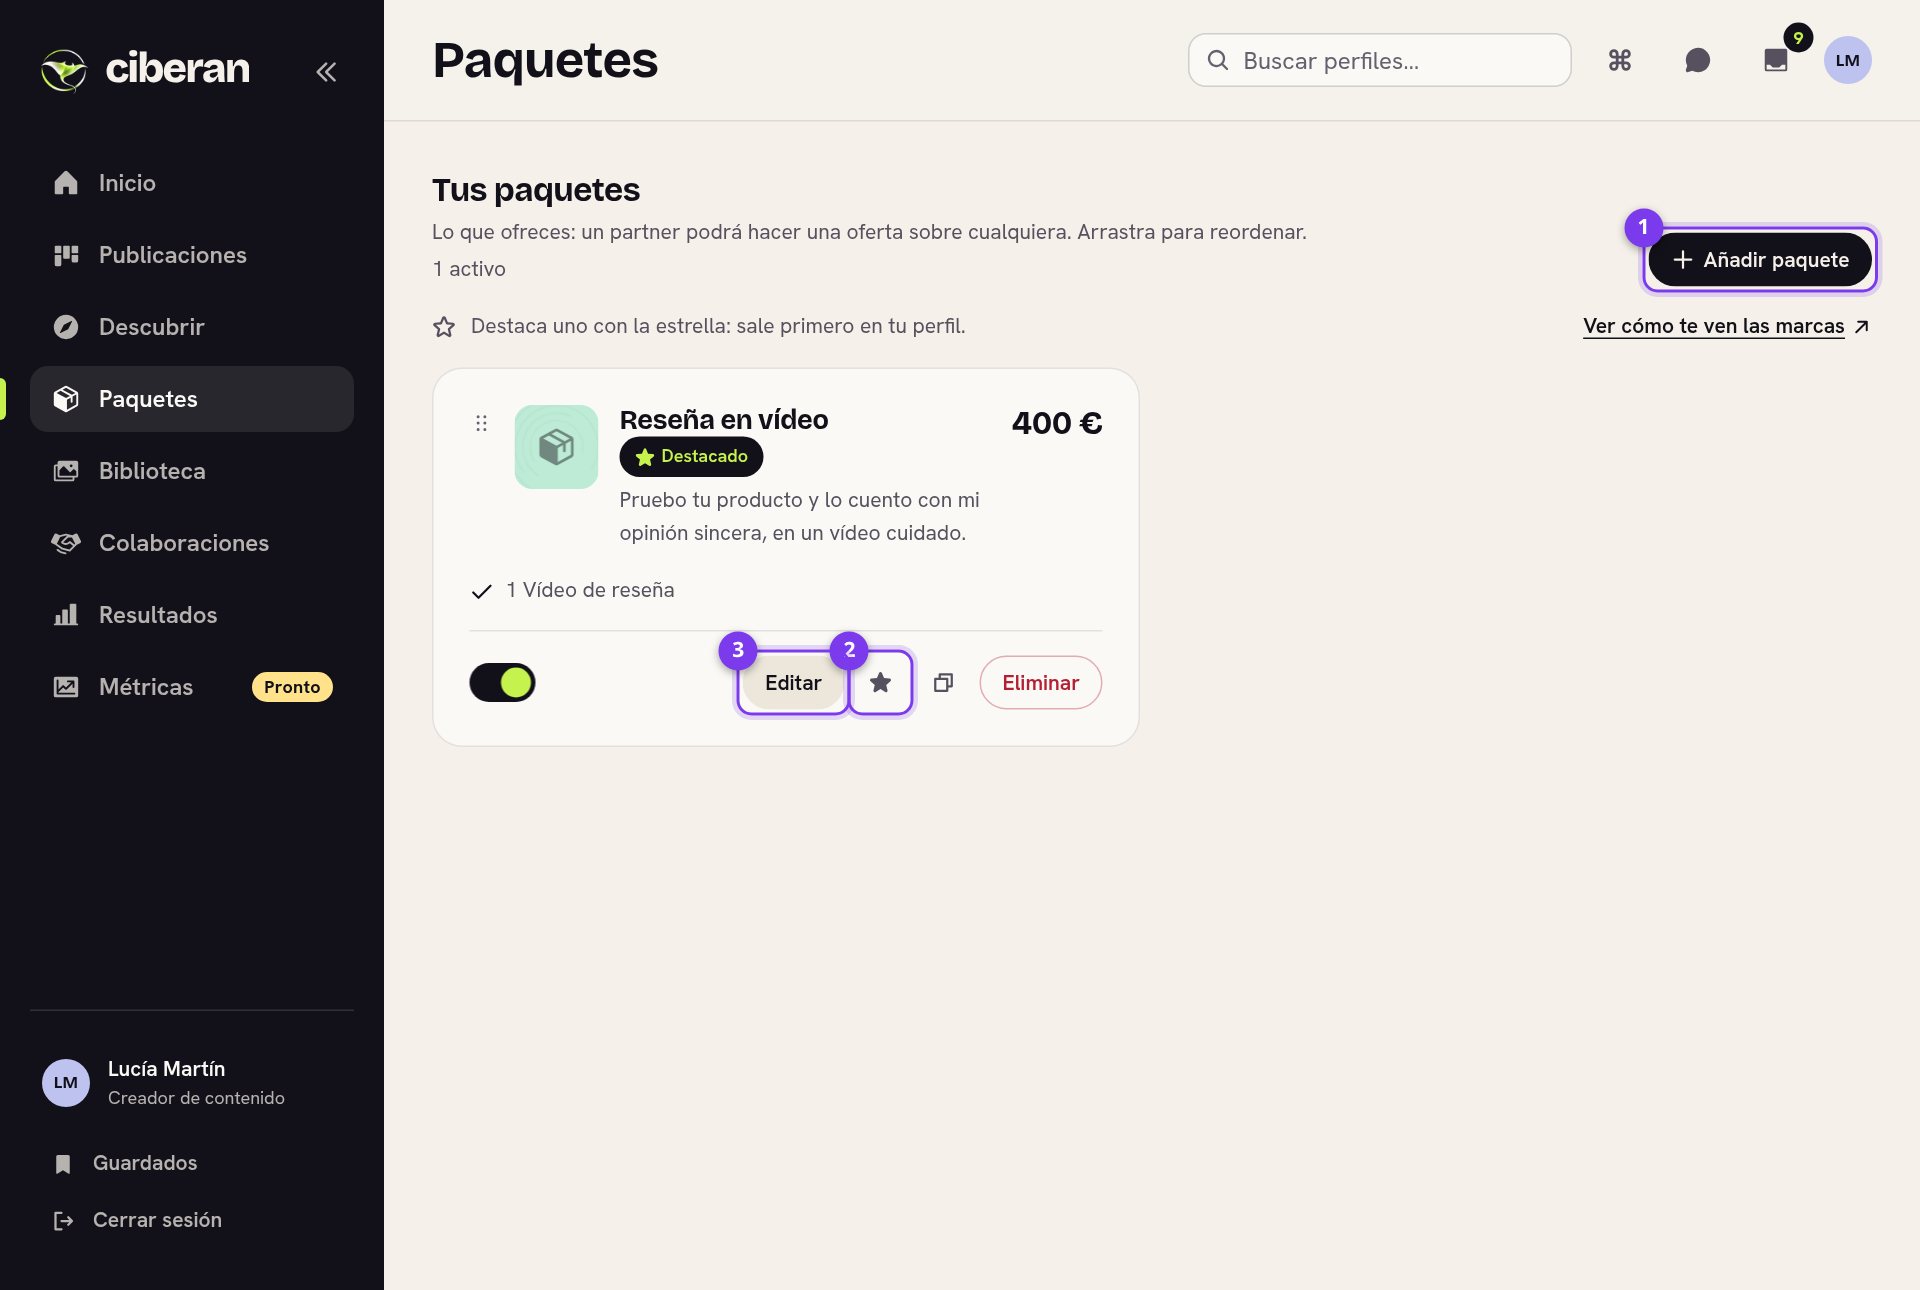 ciberan
Inicio
Publicaciones
Descubrir
Paquetes
Biblioteca
Colaboraciones
Resultados
Métricas Pronto
LM
Lucía Martín
Creador de contenido
Guardados
Cerrar sesión
Paquetes
Buscar perfiles...
9
LM
Tus paquetes
Lo que ofreces: un partner podrá hacer una oferta sobre cualquiera. Arrastra para reordenar.
1 activo
1
Añadir paquete
Destaca uno con la estrella: sale primero en tu perfil.
Ver cómo te ven las marcas
Reseña en vídeo
400 €
Destacado
Pruebo tu producto y lo cuento con mi
opinión sincera, en un vídeo cuidado.
1 Vídeo de reseña
3
2
Editar
Eliminar